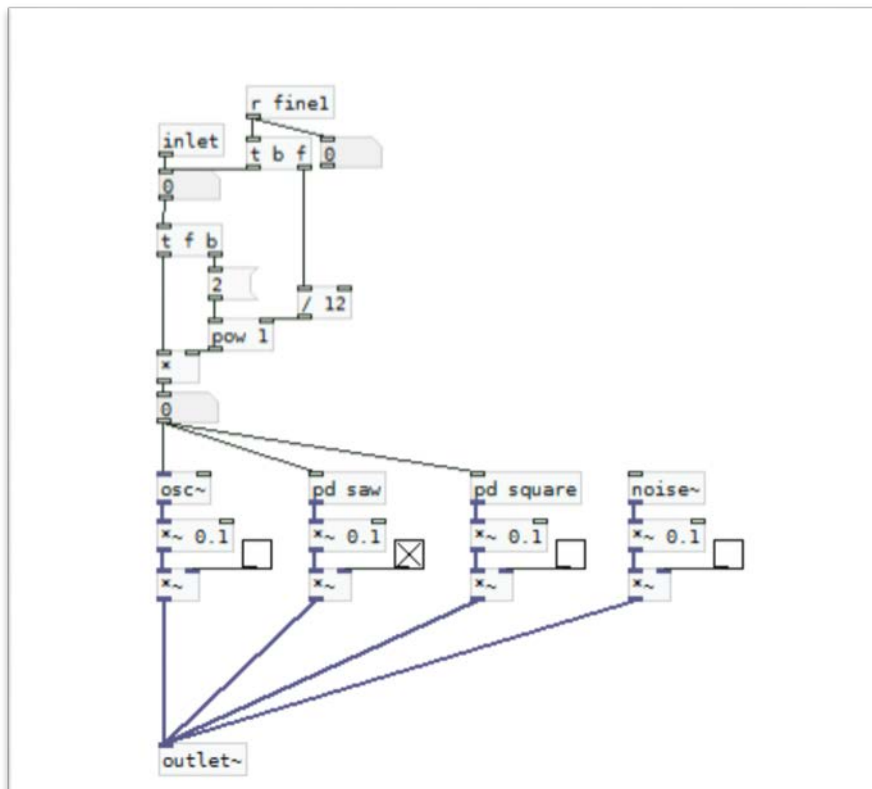 r fine1
inlet
t b f
0
0
t f b
2
/ 12
pow 1
*
0
osc~
pd saw
pd square
noise~
*~ 0.1
*~ 0.1
*~ 0.1
*~ 0.1
*~
*~
*~
*~
outlet~